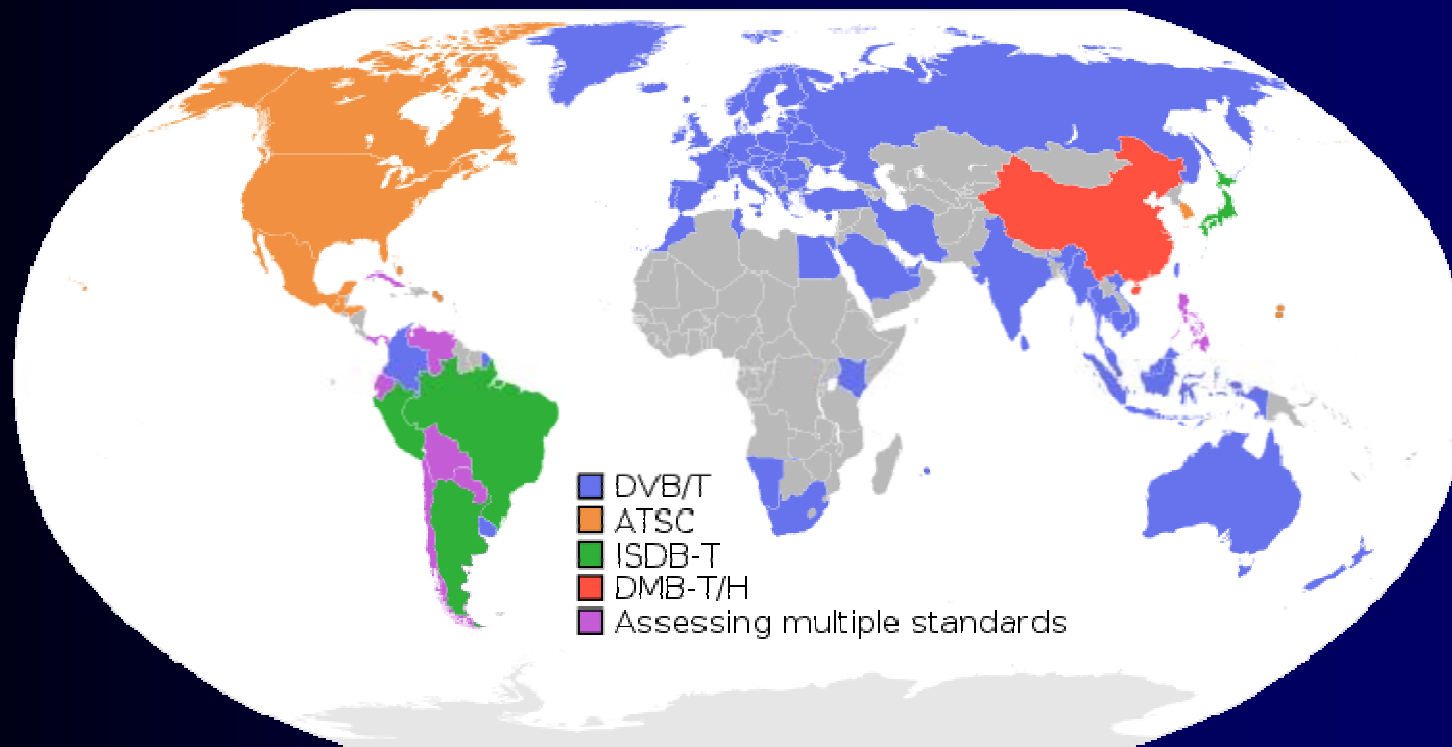 DVB/T
ATSC
ISDB-T
DMB-T/H
Assessing multiple standards